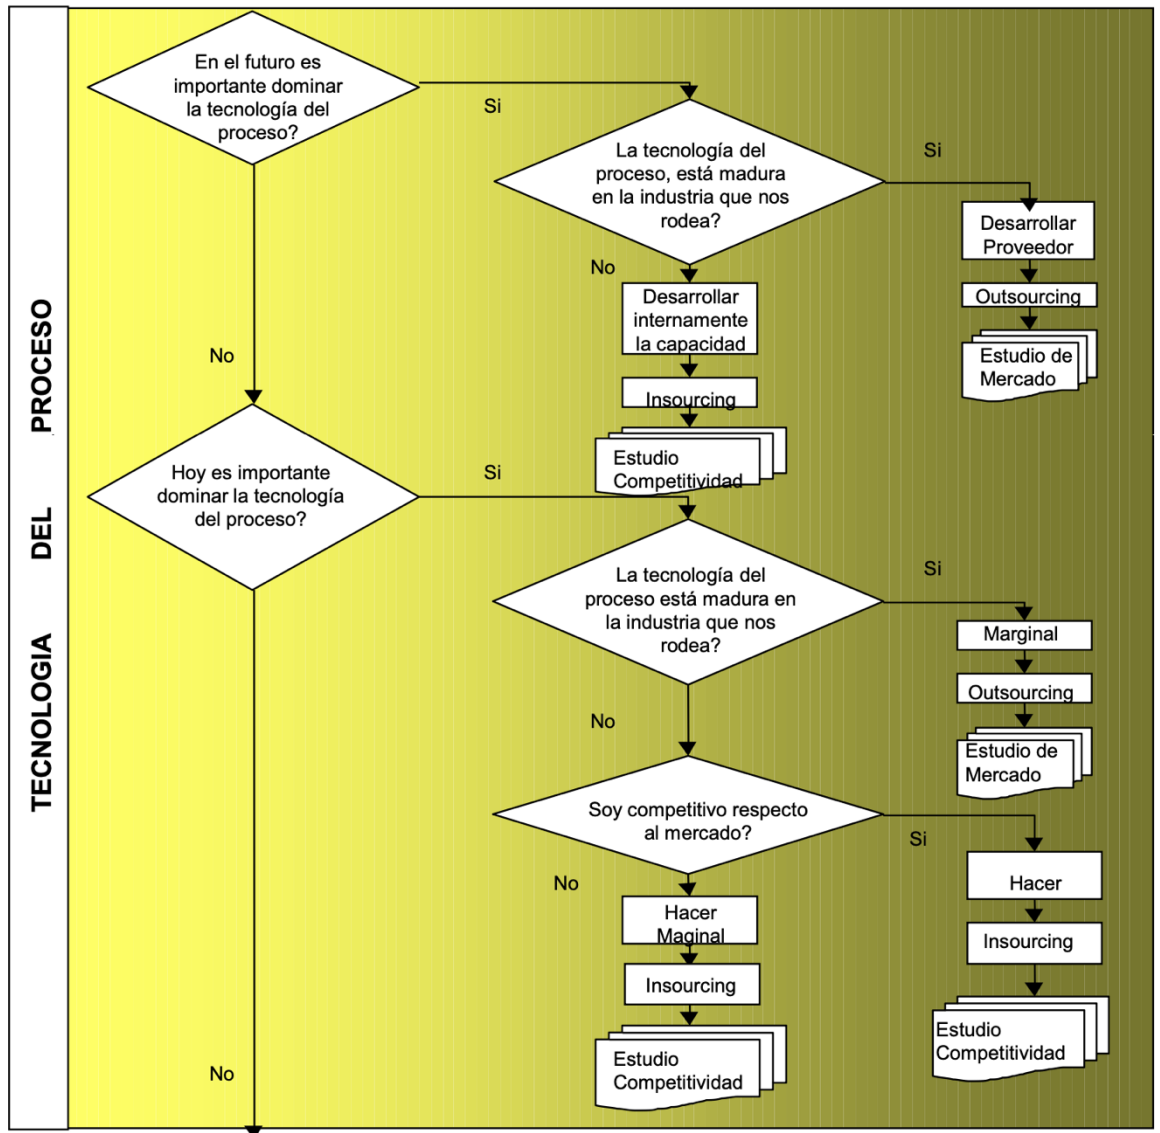 TECNOLOGIA DEL PROCESO
En el futuro es
importante dominar
la tecnología del
proceso?
Si
La tecnología del
proceso, está madura
en la industria que nos
rodea?
Si
Desarrollar
Proveedor
Outsourcing
Estudio de
Mercado
No
Desarrollar
internamente
la capacidad
Insourcing
Estudio
Competitividad
No
Hoy es importante
dominar la tecnología
del proceso?
Si
La tecnología del
proceso está madura en
la industria que nos
rodea?
Si
Marginal
Outsourcing
Estudio de
Mercado
No
Soy competitivo respecto
al mercado?
Si
Hacer
Insourcing
Estudio
Competitividad
No
Hacer
Maginal
Insourcing
Estudio
Competitividad
No